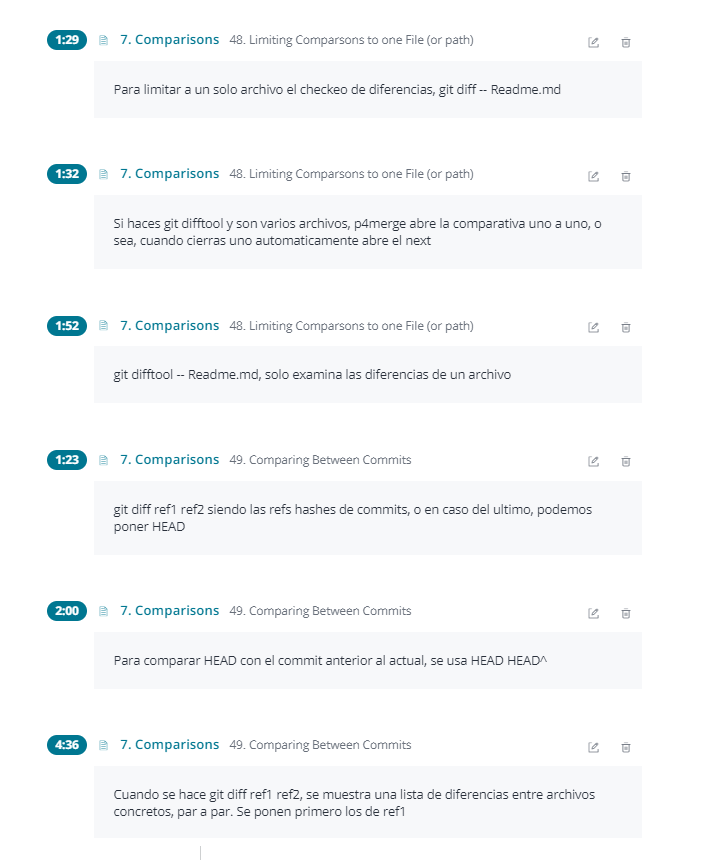 1:29 7. Comparisons 48. Limiting Comparsons to one File (or path)
Para limitar a un solo archivo el checkeo de diferencias, git diff -- Readme.md
1:32 7. Comparisons 48. Limiting Comparsons to one File (or path)
Si haces git difftool y son varios archivos, p4merge abre la comparativa uno a uno, o
sea, cuando cierras uno automaticamente abre el next
1:52 7. Comparisons 48. Limiting Comparsons to one File (or path)
git difftool -- Readme.md, solo examina las diferencias de un archivo
1:23 7. Comparisons 49. Comparing Between Commits
git diff ref1 ref2 siendo las refs hashes de commits, o en caso del ultimo, podemos
poner HEAD
2:00 7. Comparisons 49. Comparing Between Commits
Para comparar HEAD con el commit anterior al actual, se usa HEAD HEAD^
4:36 7. Comparisons 49. Comparing Between Commits
Cuando se hace git diff ref1 ref2, se muestra una lista de diferencias entre archivos
concretos, par a par. Se ponen primero los de ref1